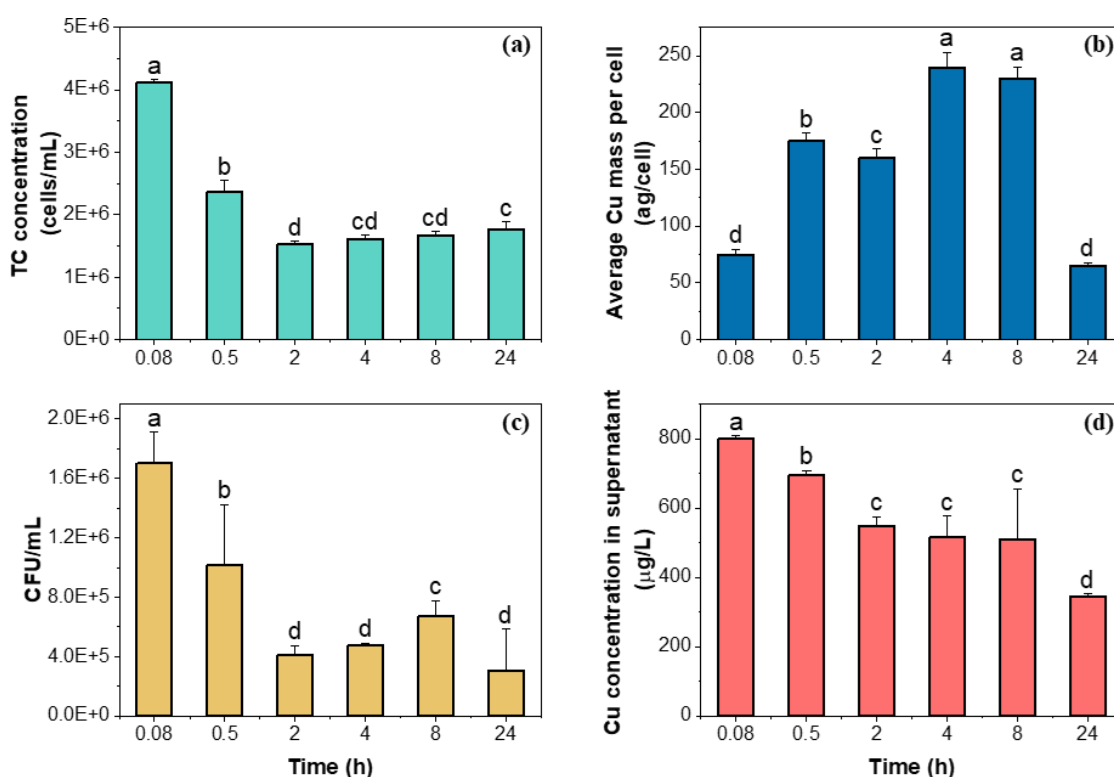 (a)
TC concentration
(cells/mL)
5E+6
4E+6
3E+6
2E+6
1E+6
0E+0
a
b
d
cd
cd
c
0.08
0.5
2
4
8
24
(b)
Average Cu mass per cell
(ag/cell)
250
200
150
100
50
0
d
b
c
a
a
d
0.08
0.5
2
4
8
24
(c)
CFU/mL
2.0E+6
1.6E+6
1.2E+6
8.0E+5
4.0E+5
0.0E+0
a
b
d
d
c
d
0.08
0.5
2
4
8
24
Time (h)
(d)
Cu concentration in supernatant
(µg/L)
800
600
400
200
0
a
b
c
c
c
d
0.08
0.5
2
4
8
24
Time (h)